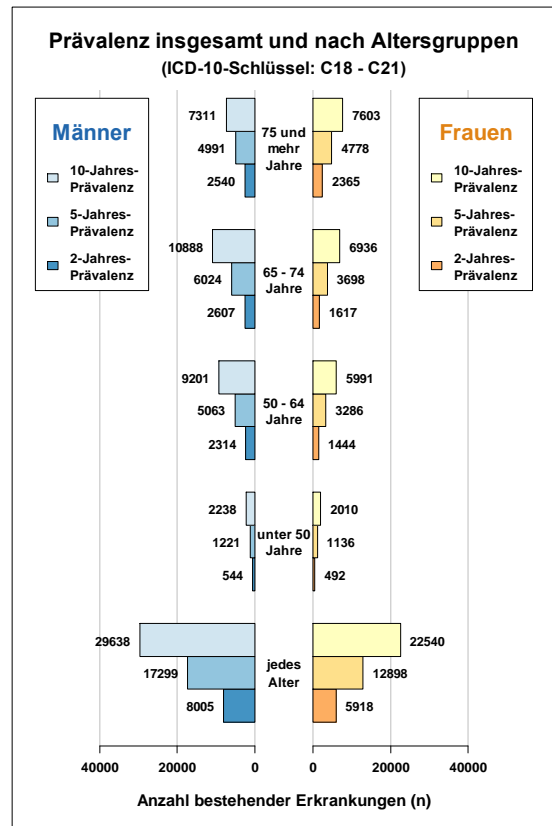 Prävalenz insgesamt und nach Altersgruppen
(ICD-10-Schlüssel: C18 - C21)
Männer
10-Jahres-
Prävalenz
5-Jahres-
Prävalenz
2-Jahres-
Prävalenz
Frauen
10-Jahres-
Prävalenz
5-Jahres-
Prävalenz
2-Jahres-
Prävalenz
7311
4991
2540
75 und
mehr
Jahre
7603
4778
2365
10888
6024
2607
65 - 74
Jahre
6936
3698
1617
9201
5063
2314
50 - 64
Jahre
5991
3286
1444
2238
1221
544
unter 50
Jahre
2010
1136
492
29638
17299
8005
jedes
Alter
22540
12898
5918
40000 20000 0 0 20000 40000
Anzahl bestehender Erkrankungen (n)